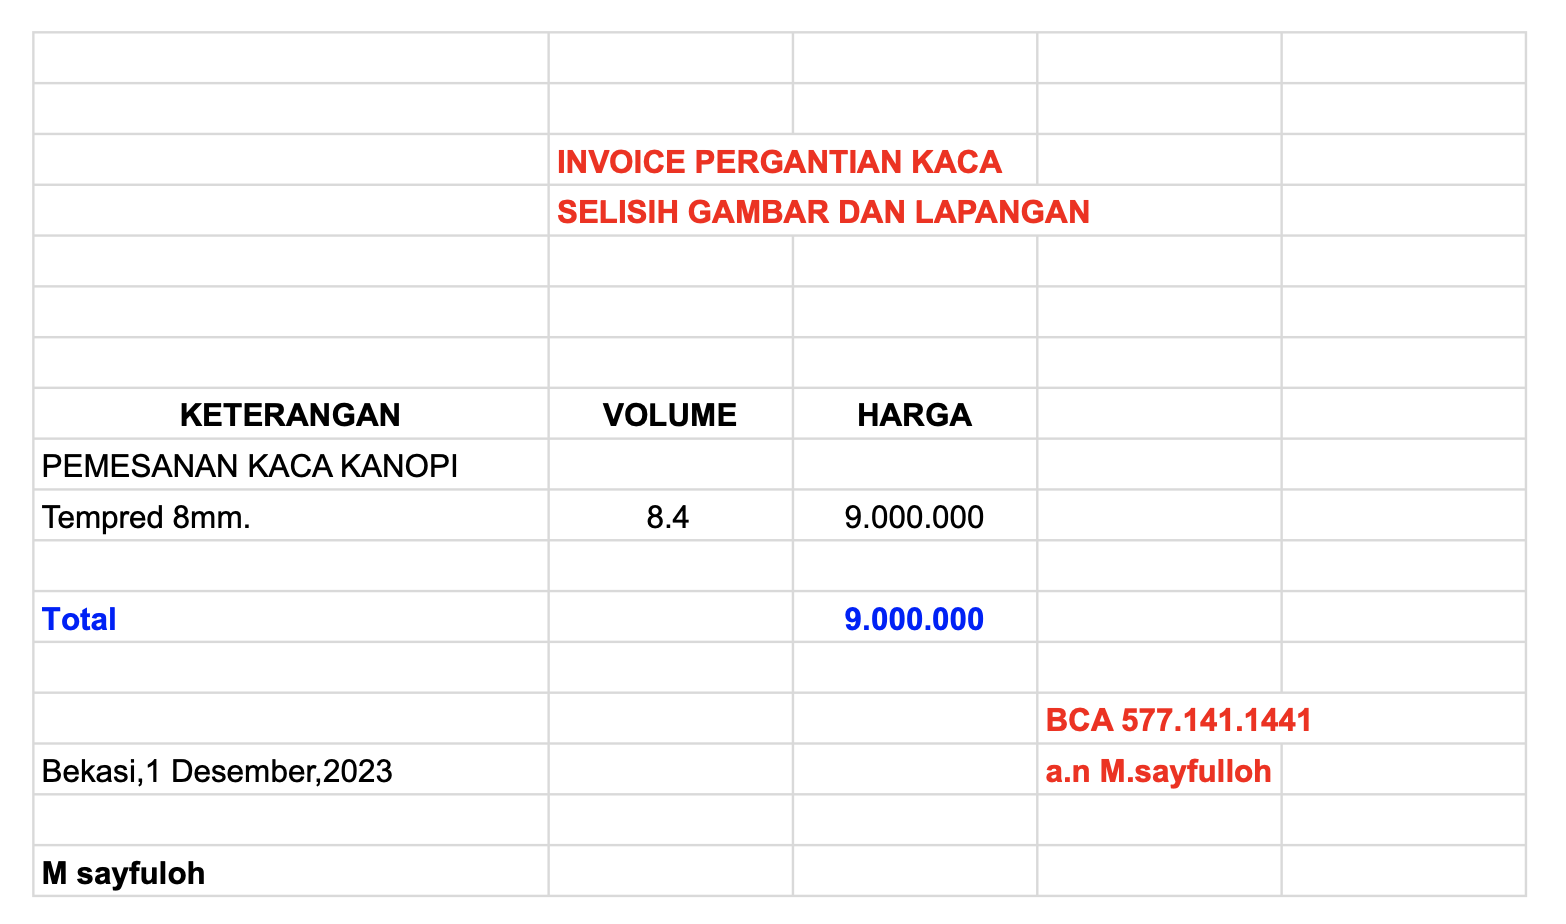 INVOICE PERGANTIAN KACA
SELISIH GAMBAR DAN LAPANGAN
KETERANGAN VOLUME HARGA
PEMESANAN KACA KANOPI
Tempred 8mm. 8.4 9.000.000
Total 9.000.000
BCA 577.141.1441
Bekasi,1 Desember,2023 a.n M.sayfulloh
M sayfuloh